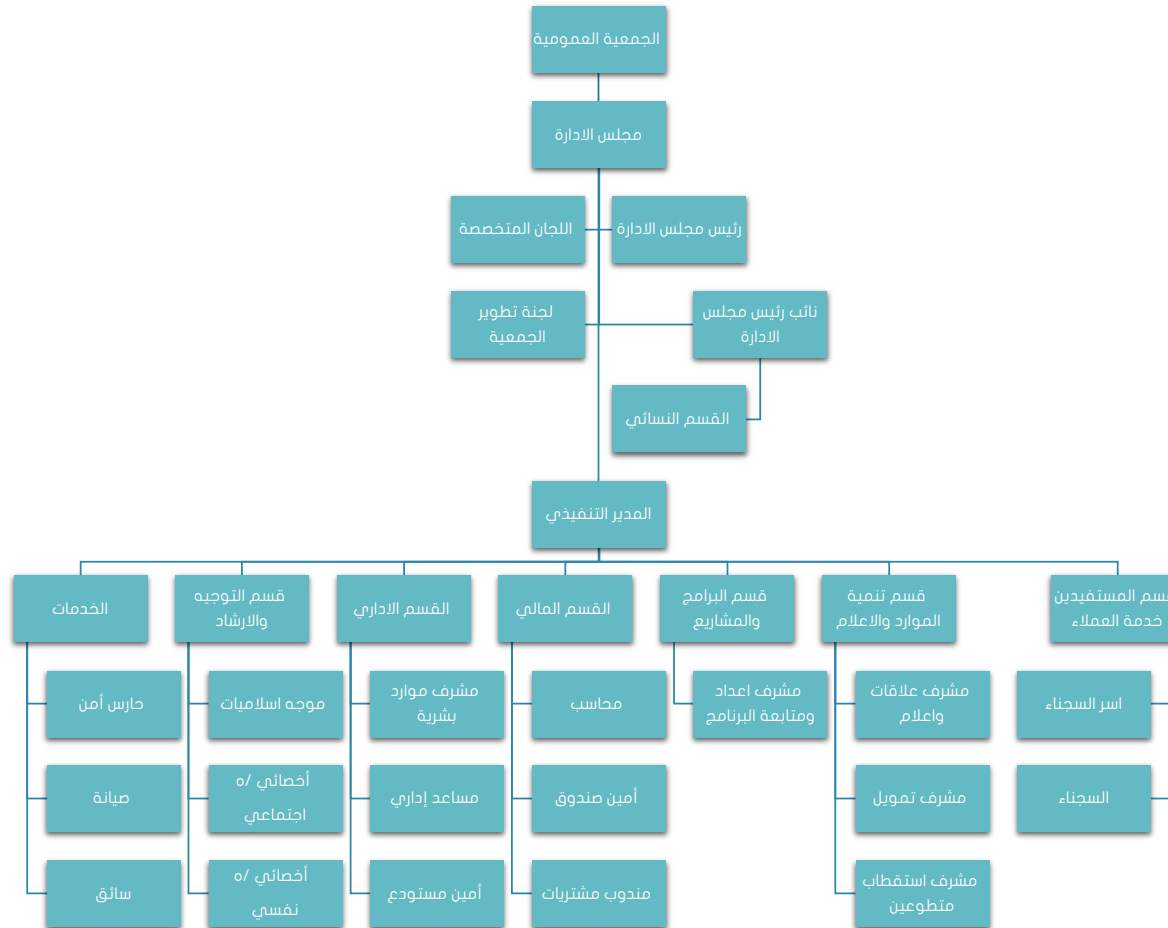 الجمعية العمومية
مجلس الادارة
رئيس مجلس الادارة
اللجان المتخصصة
نائب رئيس مجلس
الادارة
لجنة تطوير
الجمعية
القسم النسائي
المدير التنفيذي
قسم المستفيدين
خدمة العملاء
قسم تنمية
الموارد والاعلام
قسم البرامج
والمشاريع
القسم المالي
القسم الاداري
قسم التوجيه
والارشاد
الخدمات
اسر السجناء
السجناء
مشرف علاقات
واعلام
مشرف تمويل
مشرف استقطاب
متطوعين
مشرف اعداد
ومتابعة البرنامج
محاسب
أمين صندوق
مندوب مشتريات
مشرف موارد
بشرية
مساعد إداري
أمين مستودع
موجه اسلاميات
أخصائي /ه
اجتماعي
أخصائي /ه
نفسي
حارس أمن
صيانة
سائق